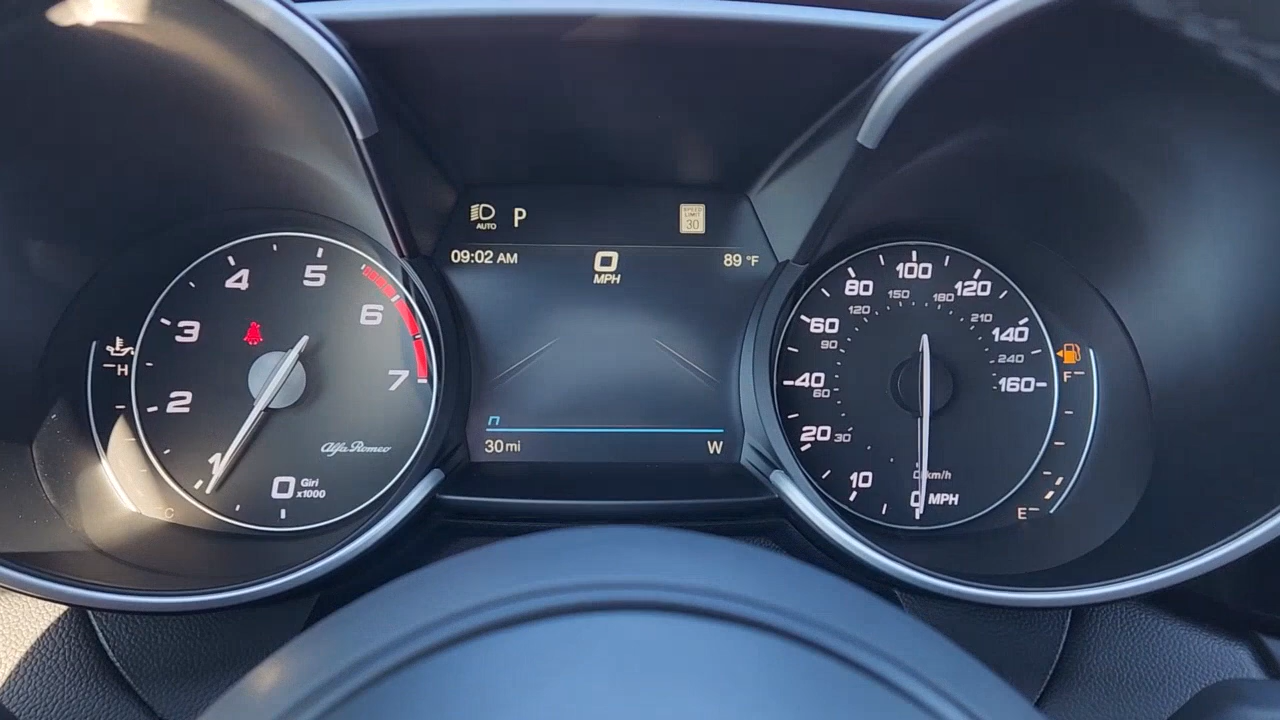 AUTO P SPEED LIMIT 30
09:02 AM 0 MPH 89 °F
30 mi W
H
C
1 2 3 4 5 6 7
Alfa Romeo
0 Giri x1000
0 10 20 40 60 80 100 120 140 160
30 60 90 120 150 180 210 240
0 km/h
MPH
F
E